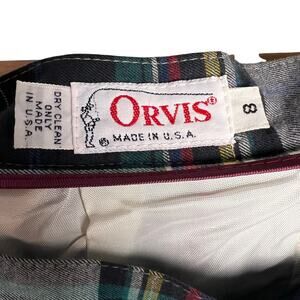 DRY CLEAN
ONLY
MADE
IN U.S.A.
ORVIS®
MADE IN U.S.A.
8